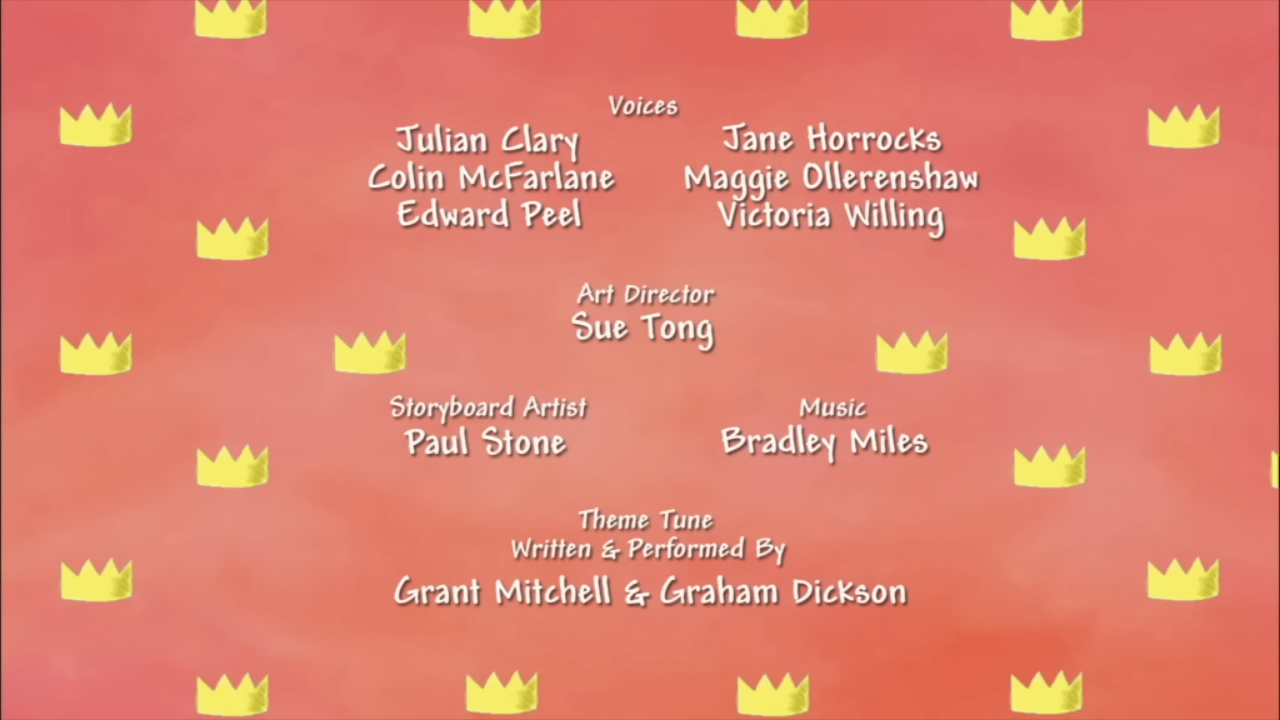 Voices
Julian Clary Jane Horrocks
Colin McFarlane Maggie Ollerenshaw
Edward Peel Victoria Willing
Art Director
Sue Tong
Storyboard Artist Music
Paul Stone Bradley Miles
Theme Tune
Written & Performed By
Grant Mitchell & Graham Dickson